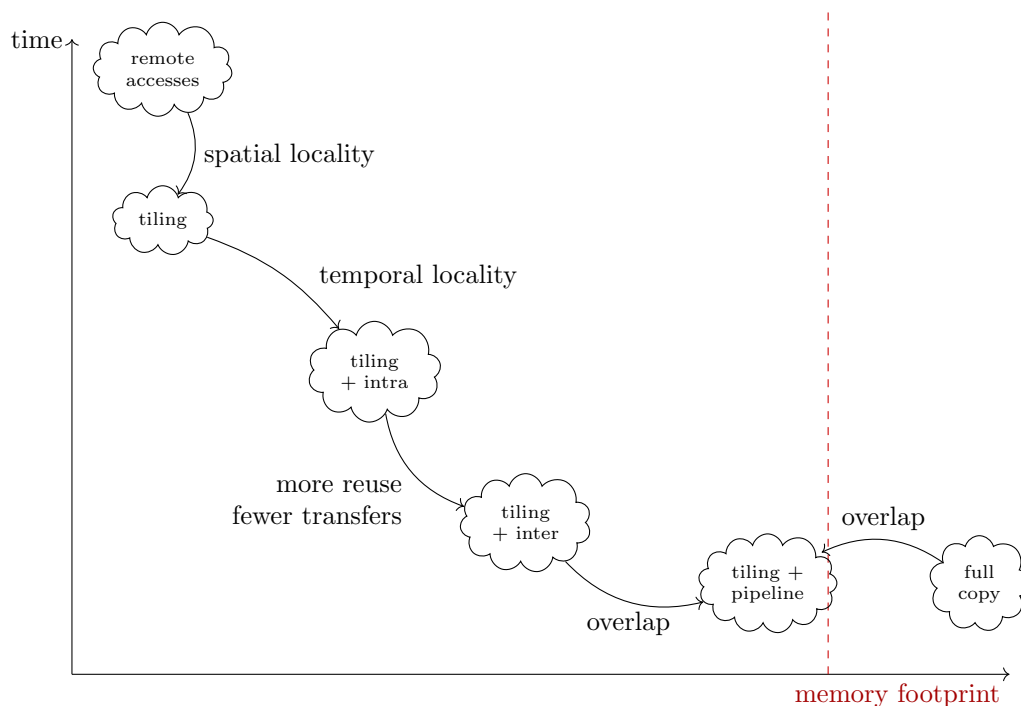 time
remote
accesses
spatial locality
tiling
temporal locality
tiling
+ intra
more reuse
fewer transfers
tiling
+ inter
overlap
tiling +
pipeline
overlap
full
copy
memory footprint